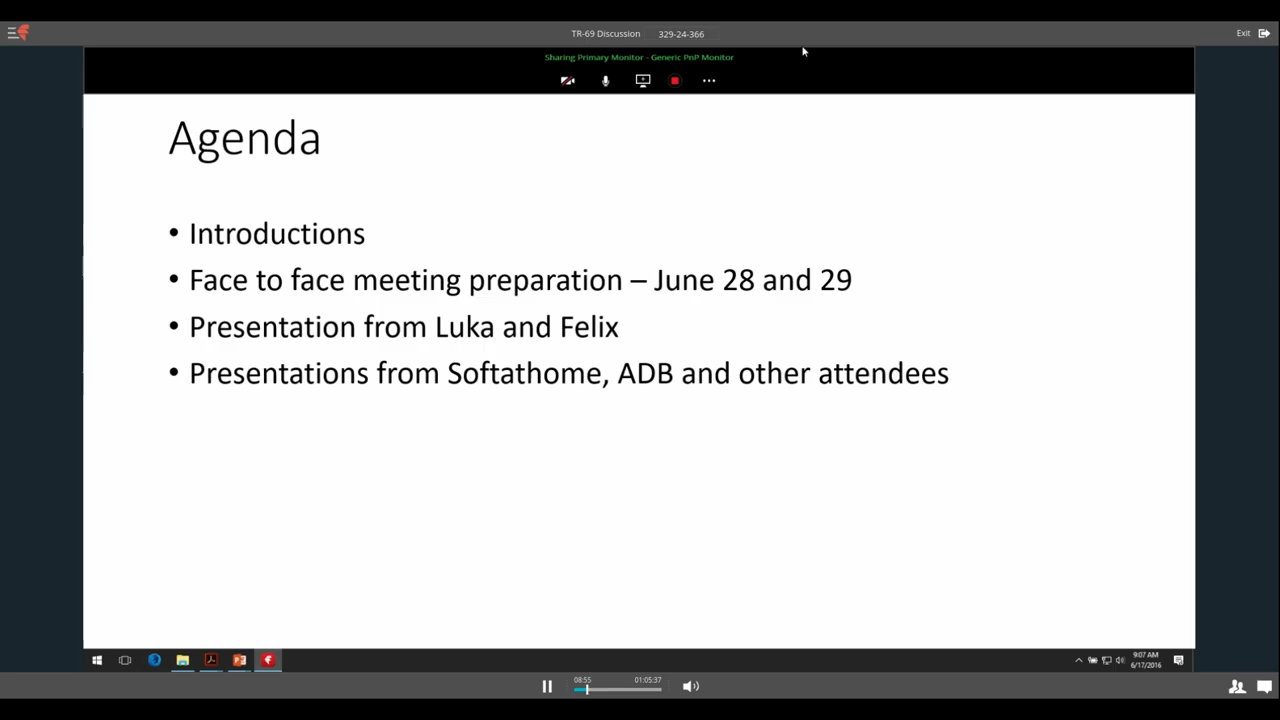 TR-69 Discussion 329-24-366 Exit
Sharing Primary Monitor - Generic PnP Monitor
Agenda
• Introductions
• Face to face meeting preparation – June 28 and 29
• Presentation from Luka and Felix
• Presentations from Softathome, ADB and other attendees
9:07 AM
6/17/2016
08:55 01:05:37